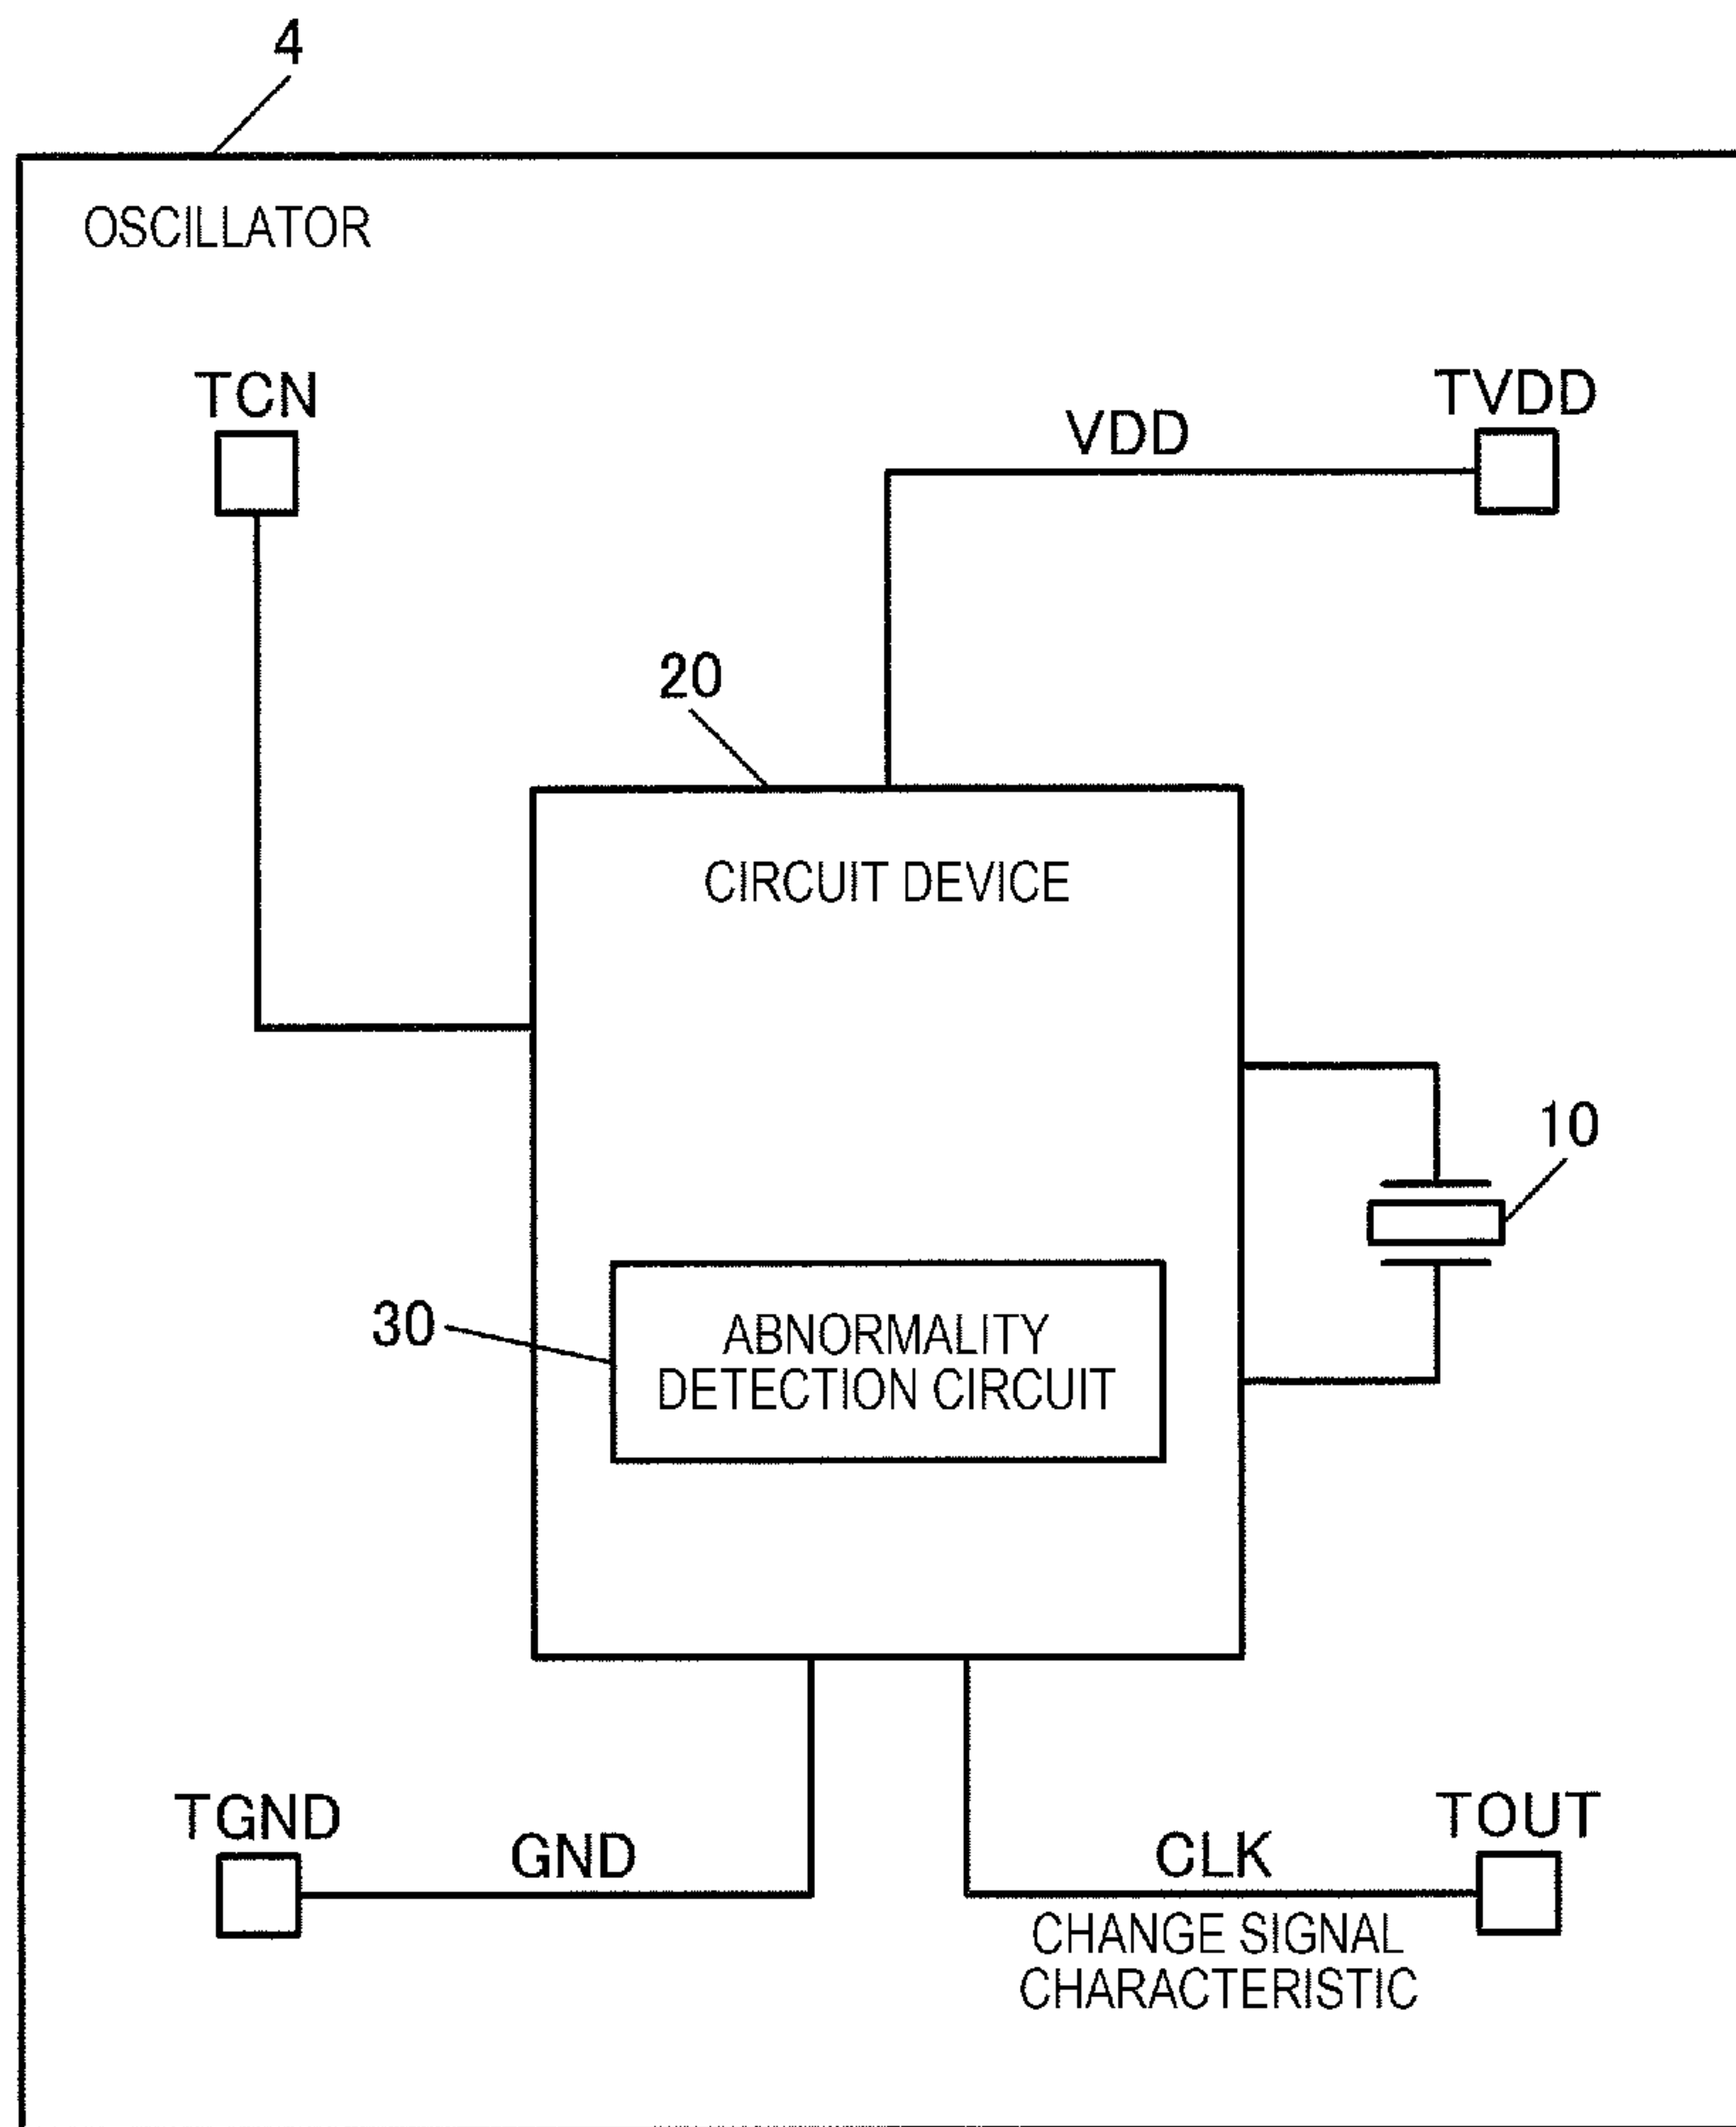 4
OSCILLATOR
TCN
TVDD
VDD
20
CIRCUIT DEVICE
10
30
ABNORMALITY
DETECTION CIRCUIT
TGND
GND
CLK
TOUT
CHANGE SIGNAL
CHARACTERISTIC